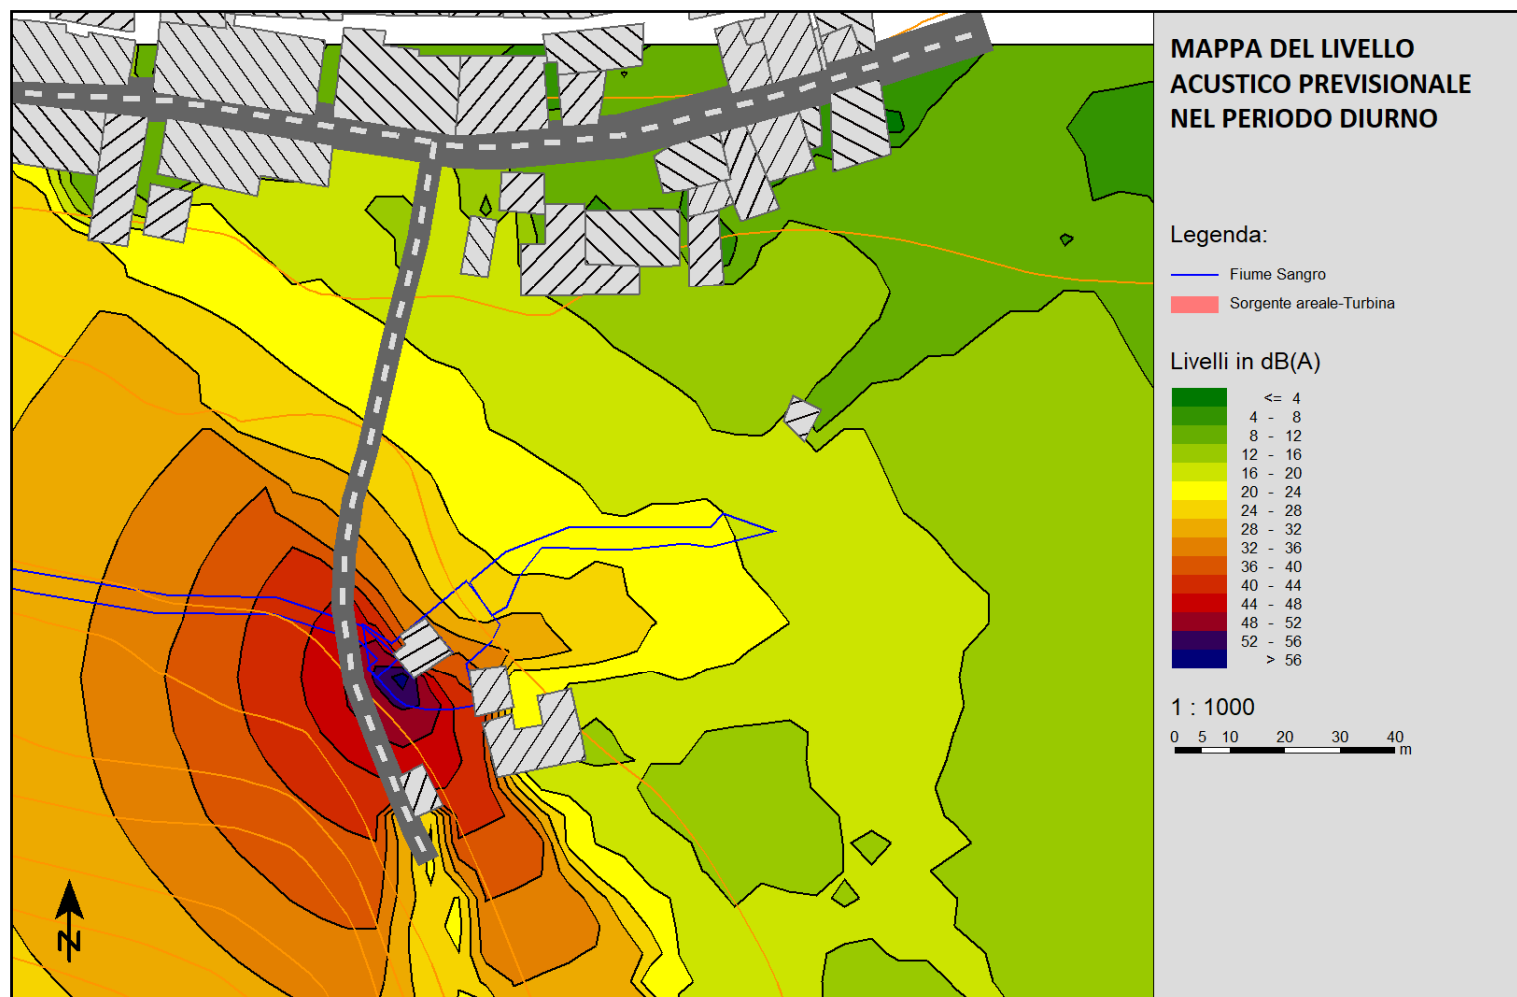 MAPPA DEL LIVELLO
ACUSTICO PREVISIONALE
NEL PERIODO DIURNO
Legenda:
Fiume Sangro
Sorgente areale-Turbina
Livelli in dB(A)
<= 4
4 - 8
8 - 12
12 - 16
16 - 20
20 - 24
24 - 28
28 - 32
32 - 36
36 - 40
40 - 44
44 - 48
48 - 52
52 - 56
> 56
1 : 1000
0 5 10 20 30 40
m
N